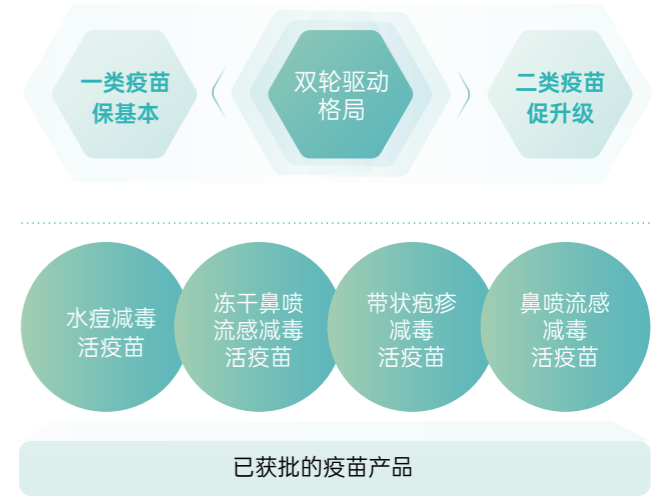 一类疫苗
保基本
双轮驱动
格局
二类疫苗
促升级
水痘减毒
活疫苗
冻干鼻喷
流感减毒
活疫苗
带状疱疹
减毒
活疫苗
鼻喷流感
减毒
活疫苗
已获批的疫苗产品